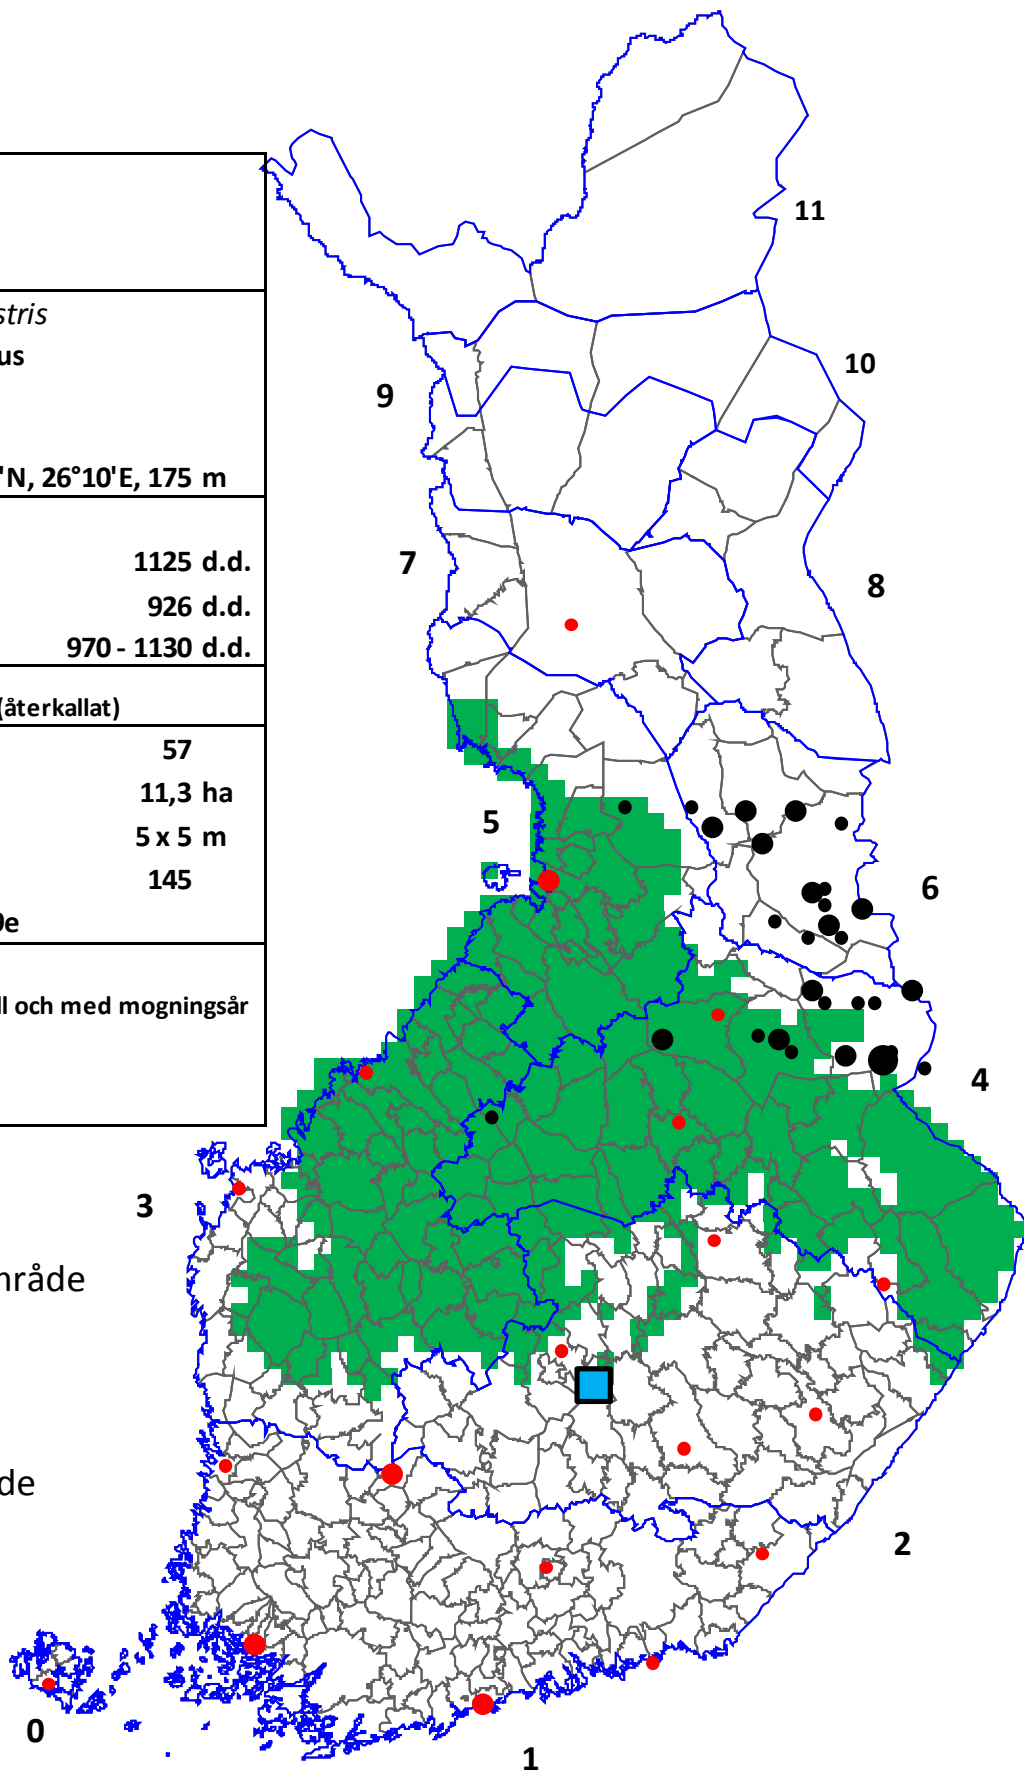 stris
us
'N, 26°10'E, 175 m
1125 d.d.
926 d.d.
970 - 1130 d.d.
(återkallat)
57
11,3 ha
5 x 5 m
145
9e
ll och med mogningsår
mråde
de
11
10
9
7
8
5
6
4
3
2
0
1